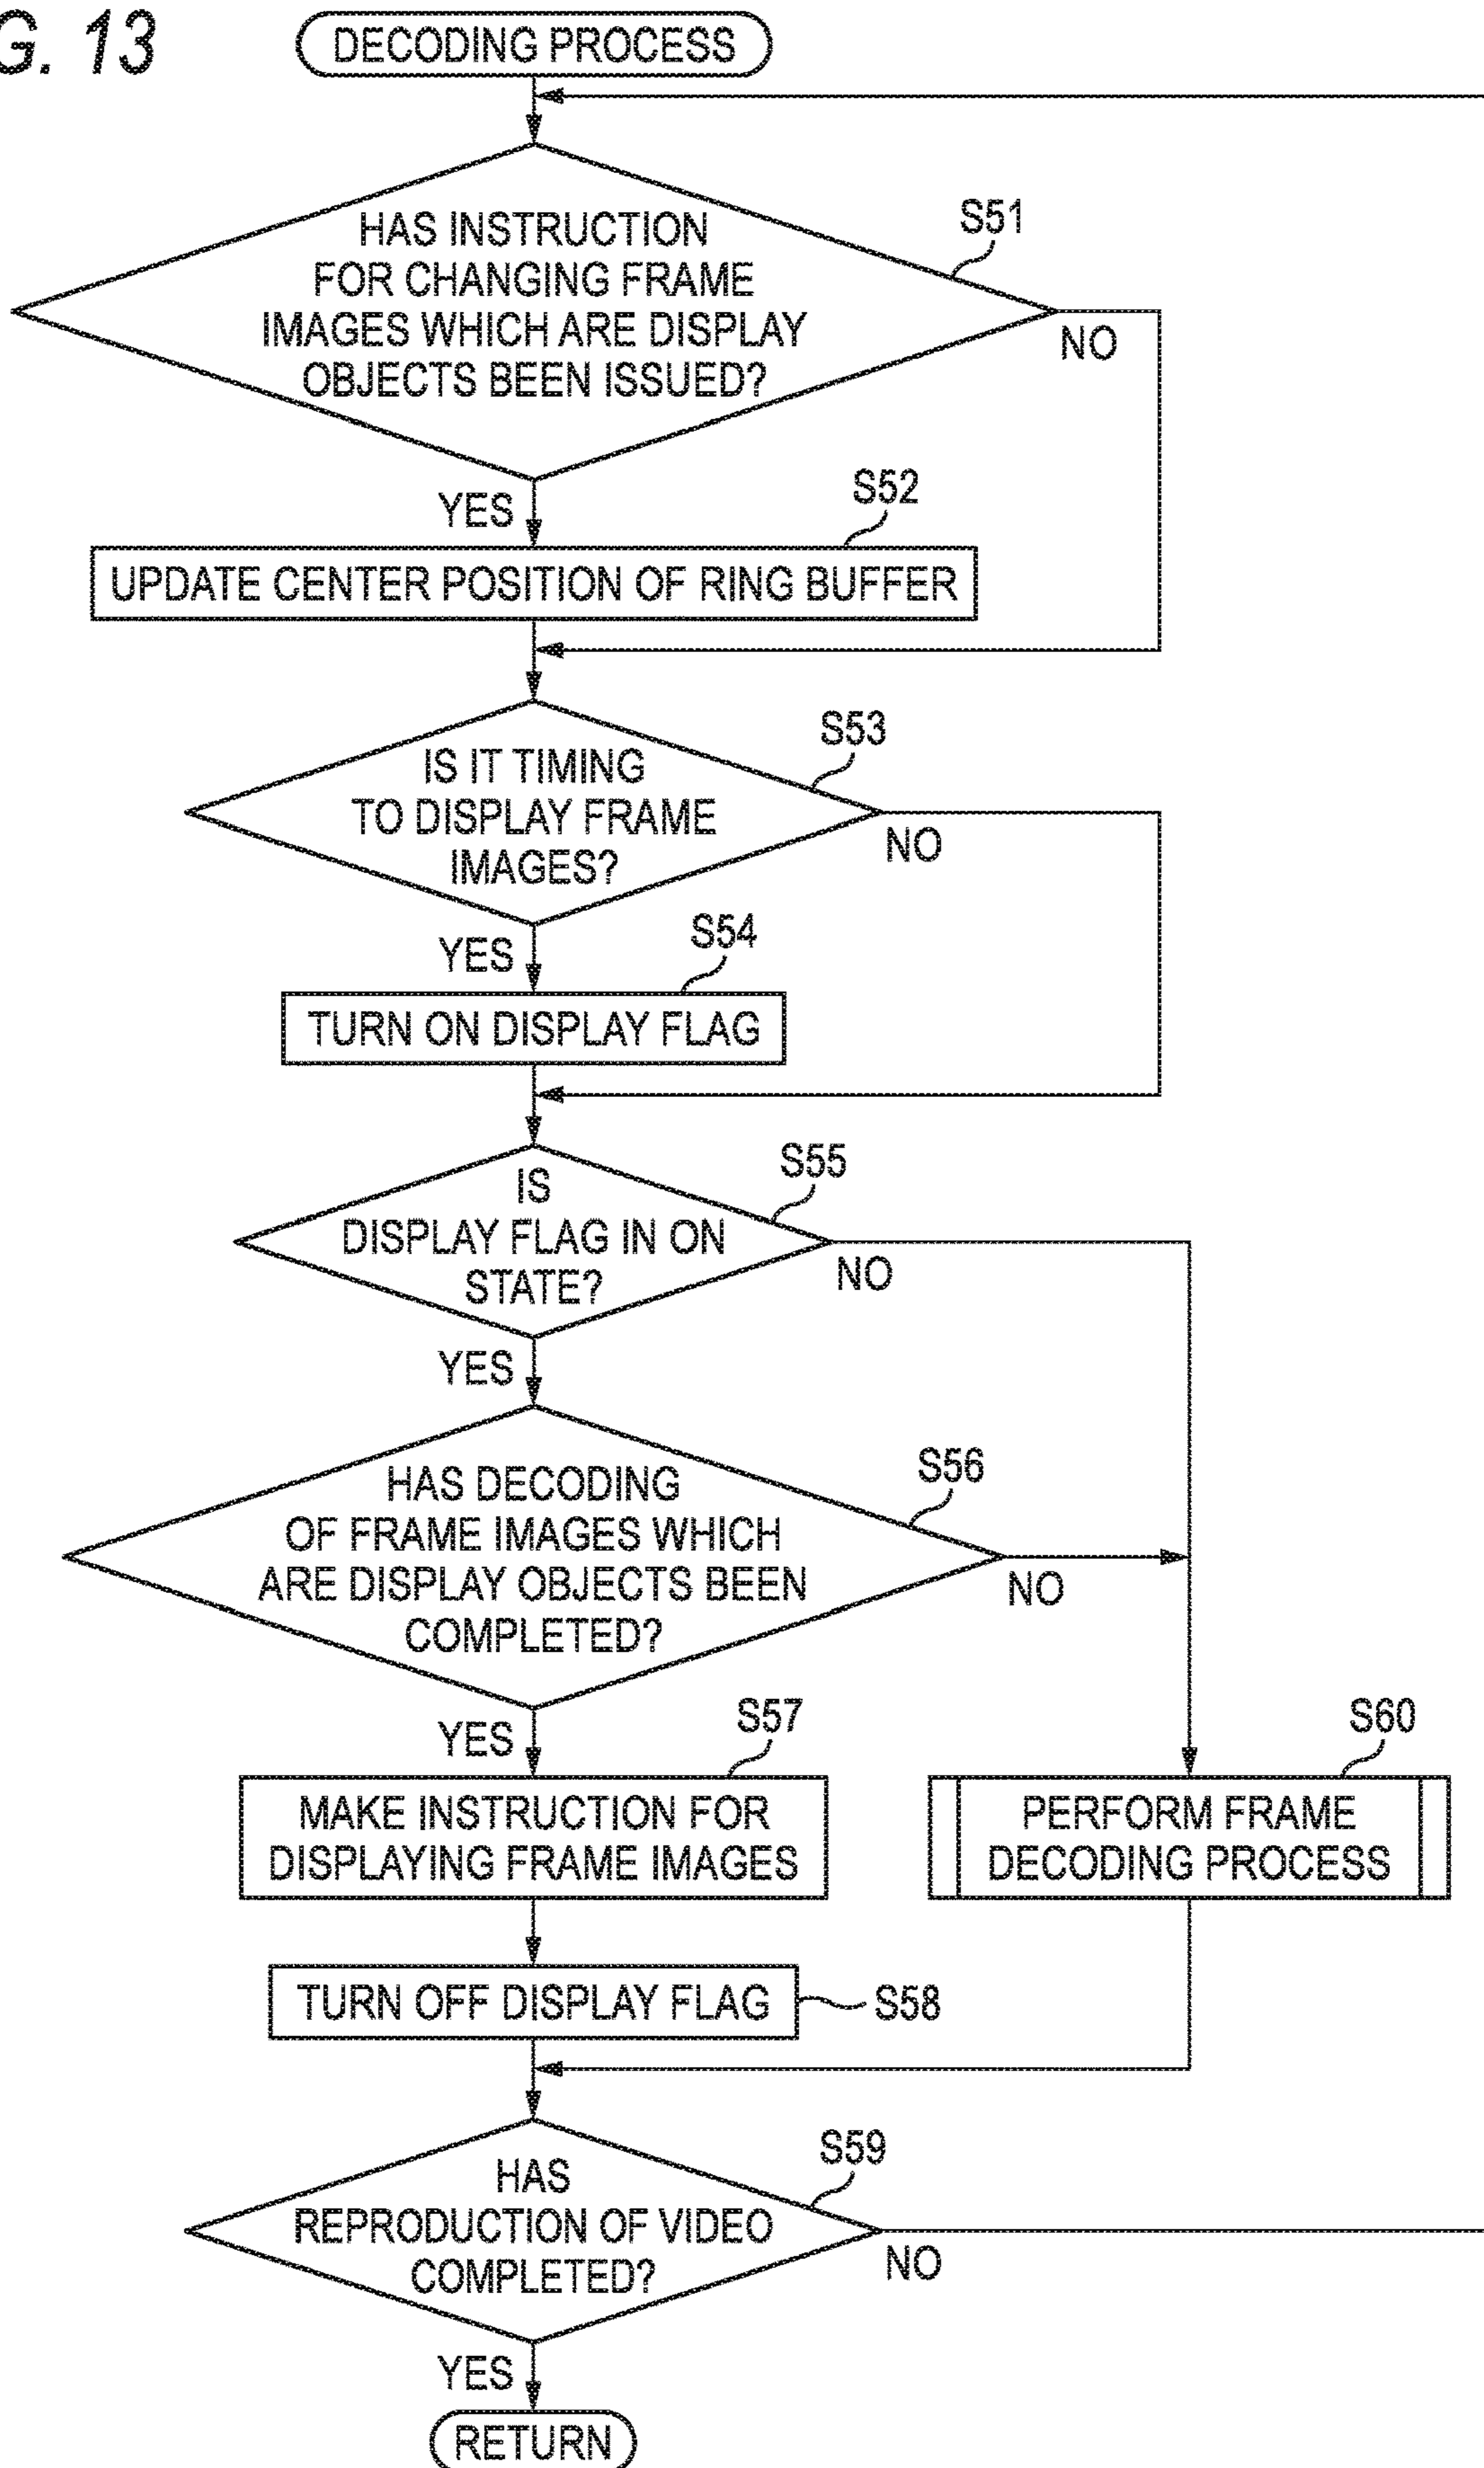 G. 13
DECODING PROCESS
HAS INSTRUCTION
FOR CHANGING FRAME
IMAGES WHICH ARE DISPLAY
OBJECTS BEEN ISSUED?
S51
NO
YES
S52
UPDATE CENTER POSITION OF RING BUFFER
IS IT TIMING
TO DISPLAY FRAME
IMAGES?
S53
NO
YES
S54
TURN ON DISPLAY FLAG
IS
DISPLAY FLAG IN ON
STATE?
S55
NO
YES
HAS DECODING
OF FRAME IMAGES WHICH
ARE DISPLAY OBJECTS BEEN
COMPLETED?
S56
NO
YES
S57
MAKE INSTRUCTION FOR
DISPLAYING FRAME IMAGES
S60
PERFORM FRAME
DECODING PROCESS
TURN OFF DISPLAY FLAG
S58
HAS
REPRODUCTION OF VIDEO
COMPLETED?
S59
NO
YES
RETURN